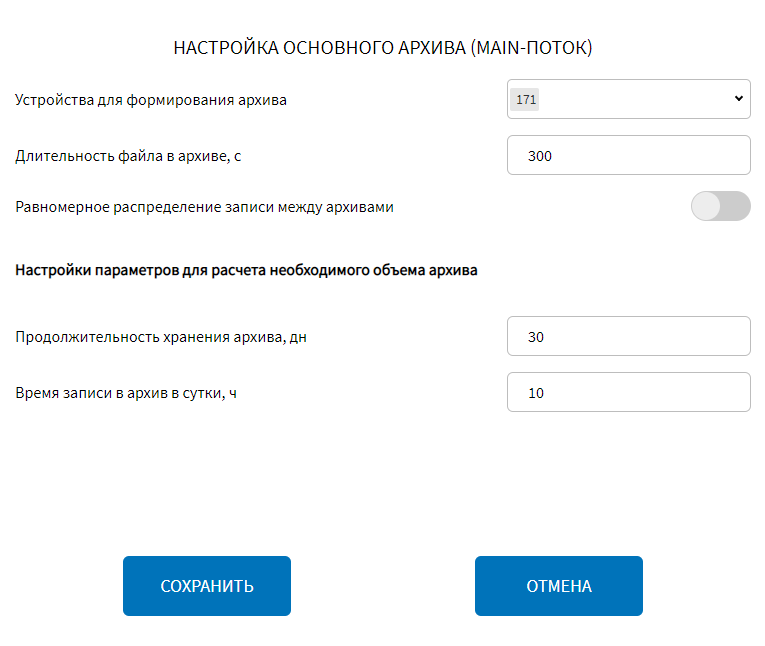 НАСТРОЙКА ОСНОВНОГО АРХИВА (MAIN-ПОТОК)
Устройства для формирования архива 171
Длительность файла в архиве, с 300
Равномерное распределение записи между архивами
Настройки параметров для расчета необходимого объема архива
Продолжительность хранения архива, дн 30
Время записи в архив в сутки, ч 10
СОХРАНИТЬ ОТМЕНА